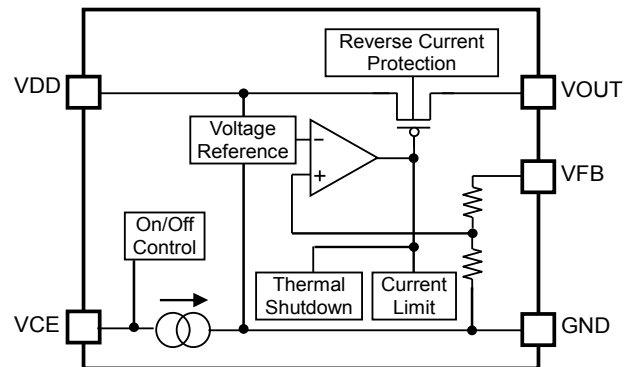 Reverse Current
Protection
VDD
VOUT
Voltage
Reference
−
+
VFB
On/Off
Control
Thermal
Shutdown
Current
Limit
VCE
GND